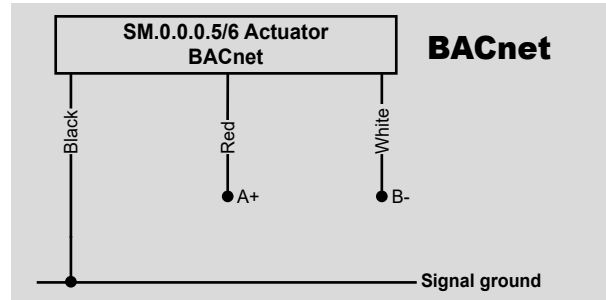 SM.0.0.0.5/6 Actuator
BACnet
BACnet
Black
Red
White
A+
B-
Signal ground